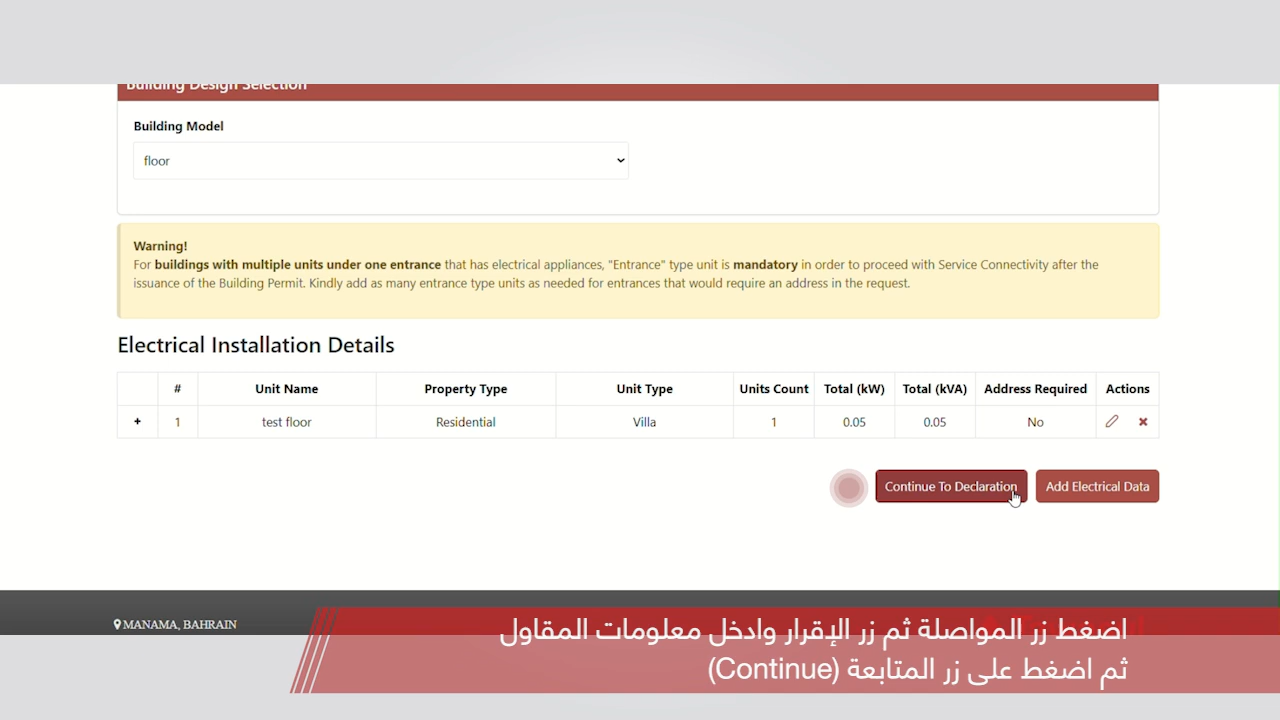 Building Design Selection
Building Model
floor
Warning!
For buildings with multiple units under one entrance that has electrical appliances, "Entrance" type unit is mandatory in order to proceed with Service Connectivity after the
issuance of the Building Permit. Kindly add as many entrance type units as needed for entrances that would require an address in the request.
Electrical Installation Details
# Unit Name Property Type Unit Type Units Count Total (kW) Total (kVA) Address Required Actions
+ 1 test floor Residential Villa 1 0.05 0.05 No
Continue To Declaration Add Electrical Data
MANAMA, BAHRAIN
اضغط زر المواصلة ثم زر الإقرار وادخل معلومات المقاول
ثم اضغط على زر المتابعة (Continue)